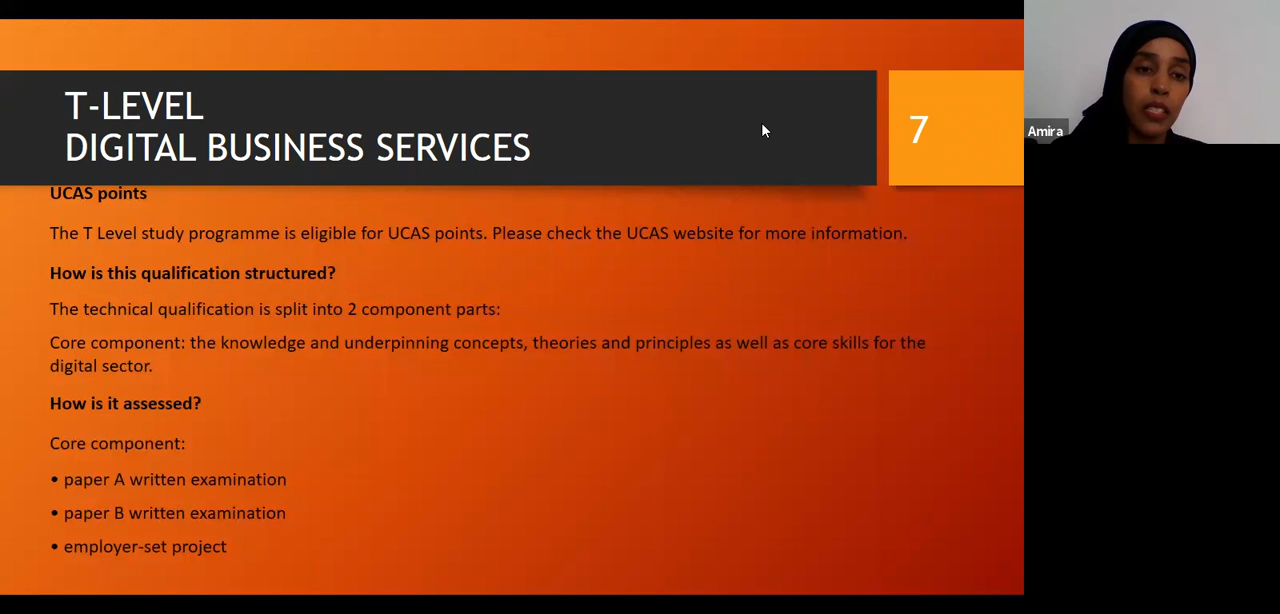 T-LEVEL
DIGITAL BUSINESS SERVICES
7
Amira
UCAS points
The T Level study programme is eligible for UCAS points. Please check the UCAS website for more information.
How is this qualification structured?
The technical qualification is split into 2 component parts:
Core component: the knowledge and underpinning concepts, theories and principles as well as core skills for the
digital sector.
How is it assessed?
Core component:
• paper A written examination
• paper B written examination
• employer-set project